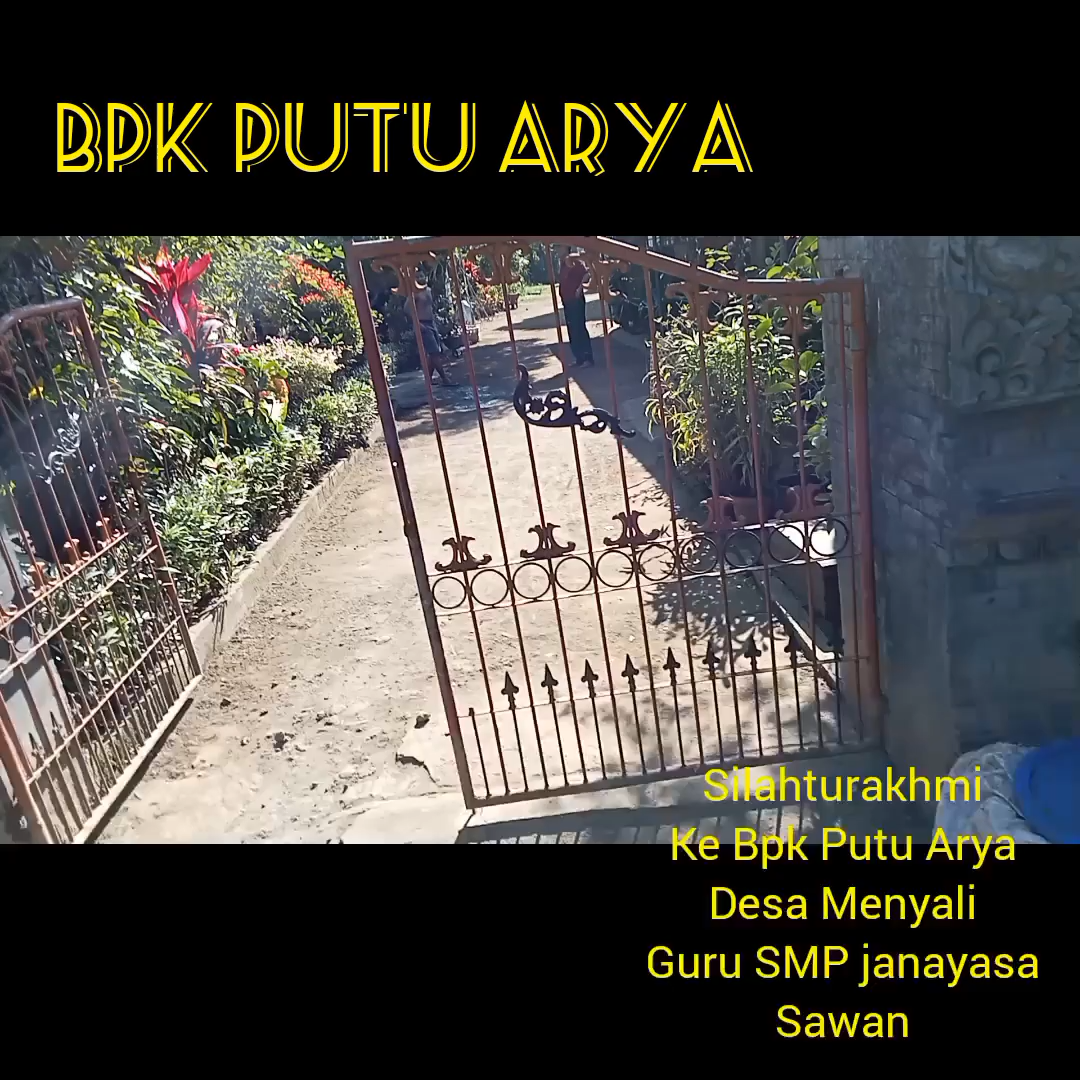 BPK PUTU ARYA
Silahturakhmi
Ke Bpk Putu Arya
Desa Menyali
Guru SMP janayasa
Sawan